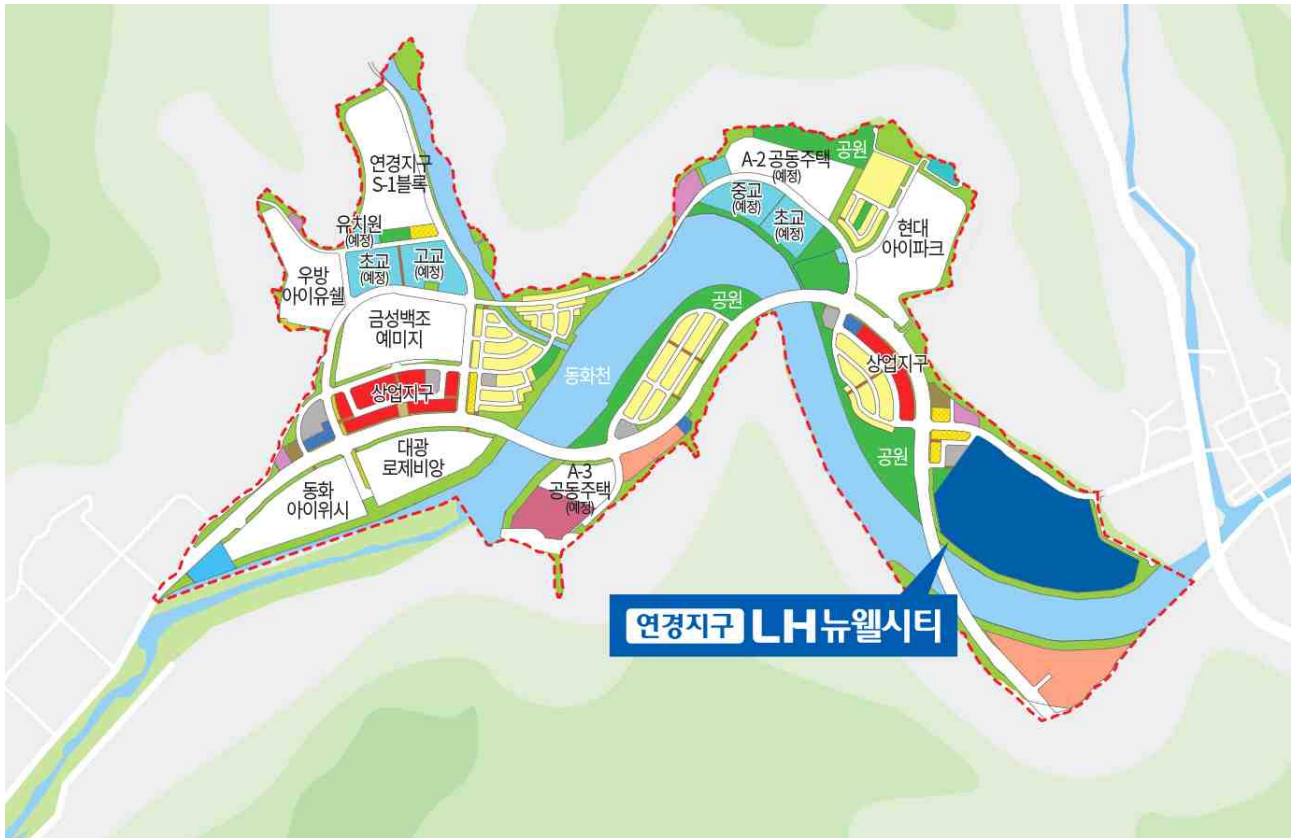 연경지구
S-1블록
유치원
(예정)
초교
(예정)
고교
(예정)
우방
아이유쉘
금성백조
예미지
상업지구
대광
로제비앙
동화
아이위시
동화천
A-3
공동주택
(예정)
공원
A-2 공동주택
(예정)
공원
중교
(예정)
초교
(예정)
현대
아이파크
상업지구
공원
연경지구 LH 뉴웰시티